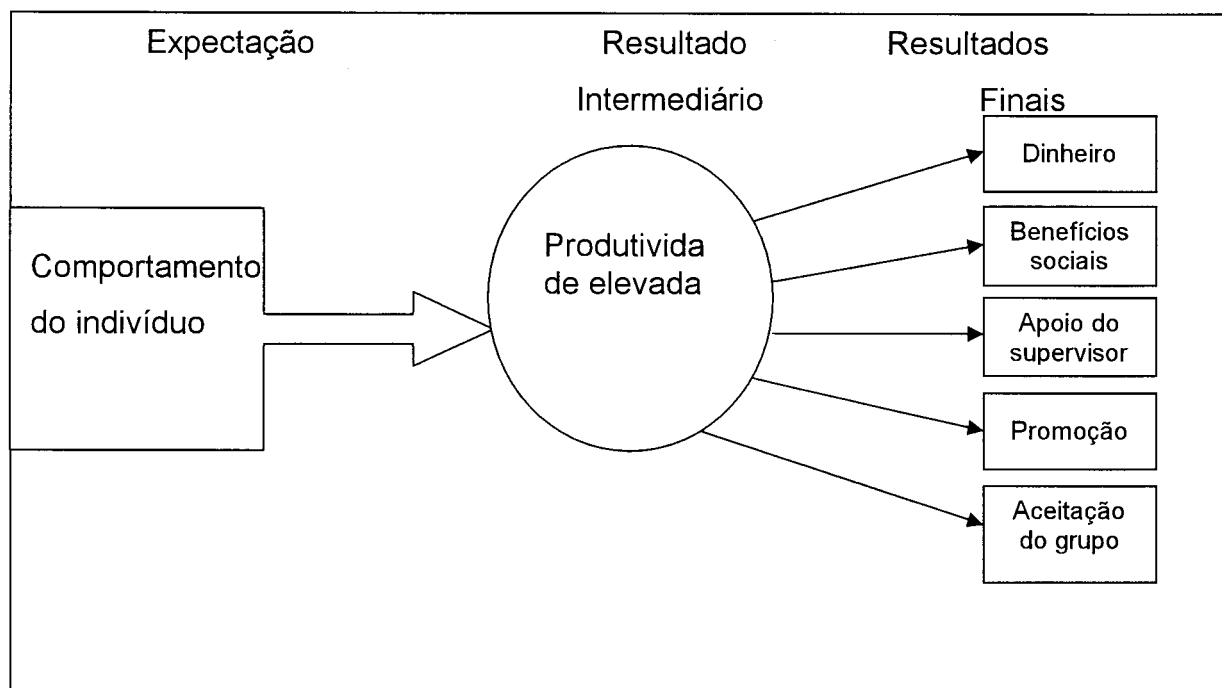 Expectação
Resultado
Intermediário
Resultados
Finais
Comportamento
do indivíduo
Produtivida
de elevada
Dinheiro
Benefícios
sociais
Apoio do
supervisor
Promoção
Aceitação
do grupo